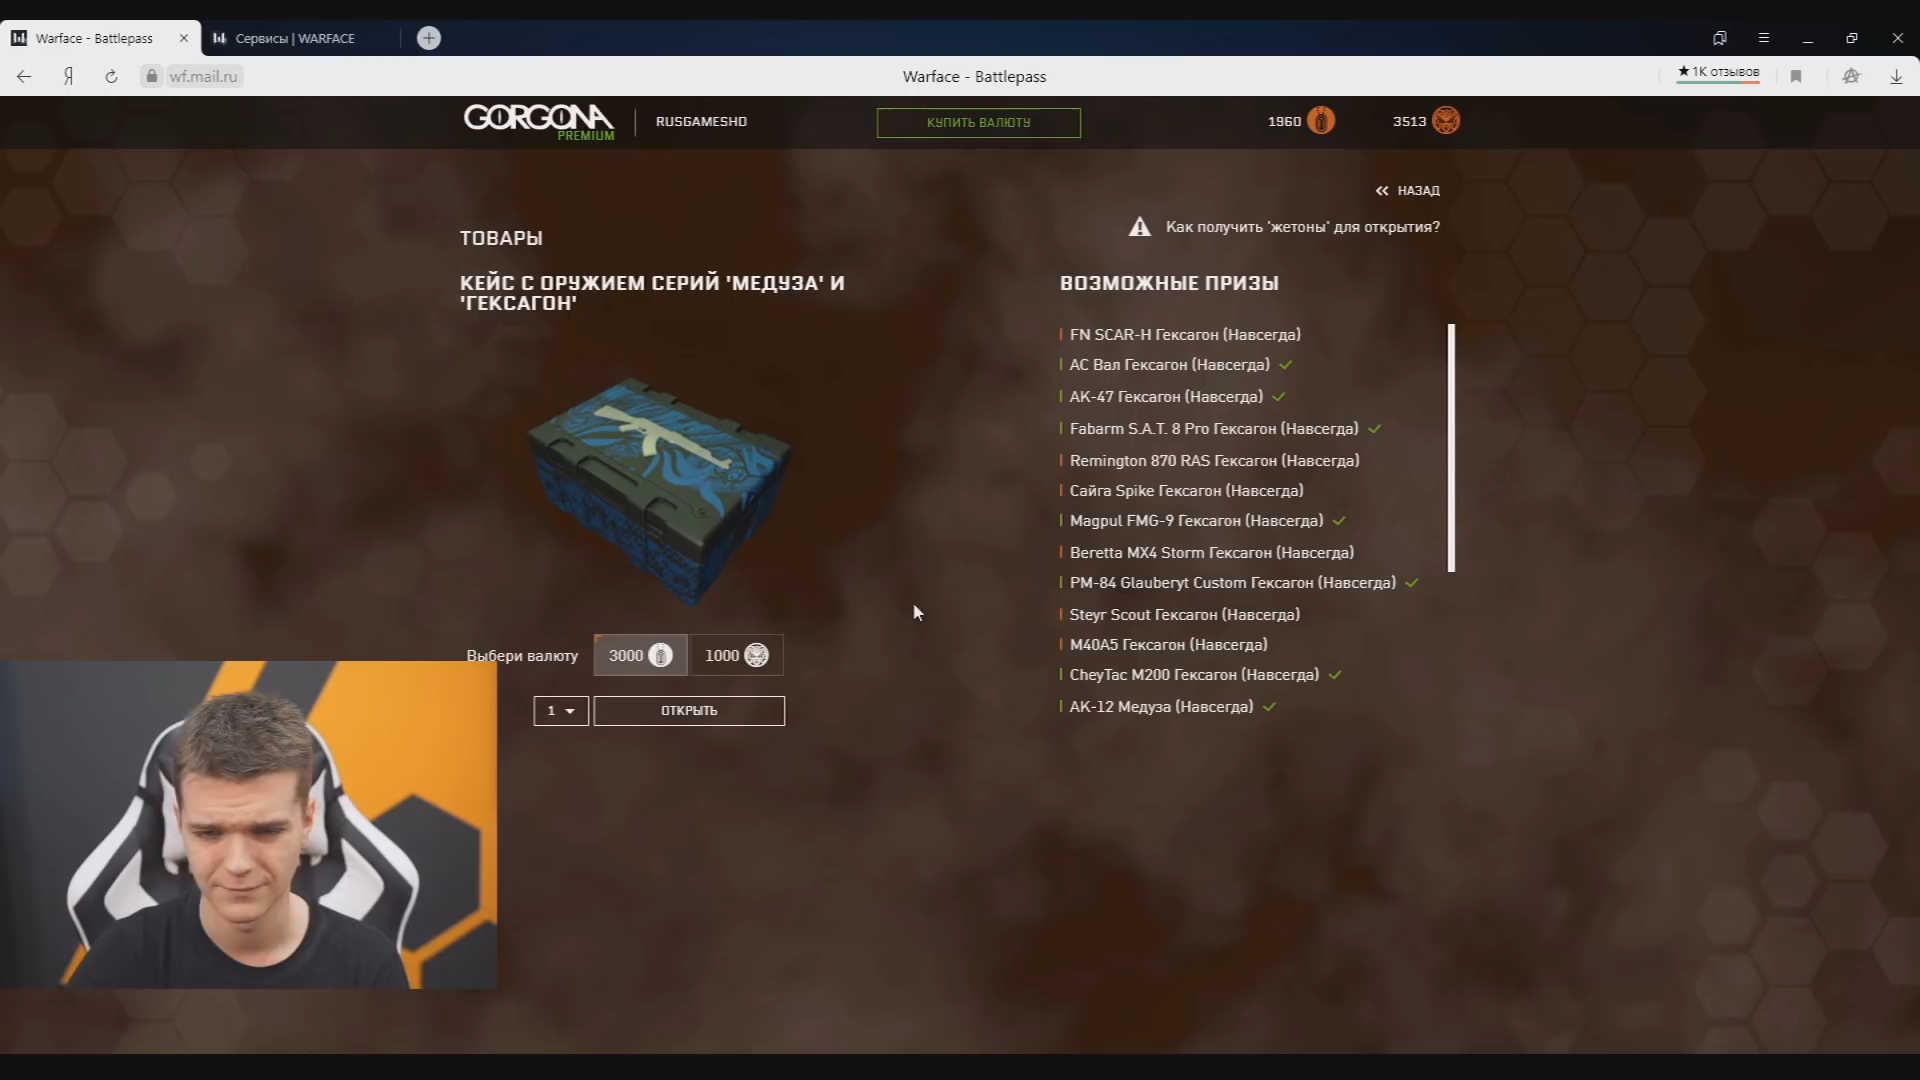 Warface - Battlepass
Сервисы | WARFACE
Я
wf.mail.ru
Warface - Battlepass
★ 1K отзывов
GORGONA
PREMIUM
RUSGAMESHD
КУПИТЬ ВАЛЮТУ
1960
3513
« НАЗАД
Как получить 'жетоны' для открытия?
ТОВАРЫ
КЕЙС С ОРУЖИЕМ СЕРИЙ 'МЕДУЗА' И
'ГЕКСАГОН'
ВОЗМОЖНЫЕ ПРИЗЫ
FN SCAR-H Гексагон (Навсегда)
АС Вал Гексагон (Навсегда)
АК-47 Гексагон (Навсегда)
Fabarm S.A.T. 8 Pro Гексагон (Навсегда)
Remington 870 RAS Гексагон (Навсегда)
Сайга Spike Гексагон (Навсегда)
Magpul FMG-9 Гексагон (Навсегда)
Beretta MX4 Storm Гексагон (Навсегда)
PM-84 Glauberyt Custom Гексагон (Навсегда)
Steyr Scout Гексагон (Навсегда)
M40A5 Гексагон (Навсегда)
CheyTac M200 Гексагон (Навсегда)
АК-12 Медуза (Навсегда)
Выбери валюту
3000
1000
1
ОТКРЫТЬ